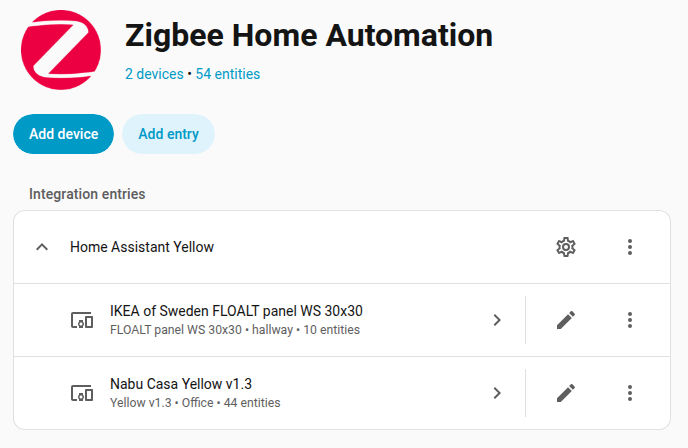 Zigbee Home Automation
2 devices • 54 entities
Add device
Add entry
Integration entries
Home Assistant Yellow
IKEA of Sweden FLOALT panel WS 30x30
FLOALT panel WS 30x30 • hallway • 10 entities
Nabu Casa Yellow v1.3
Yellow v1.3 • Office • 44 entities